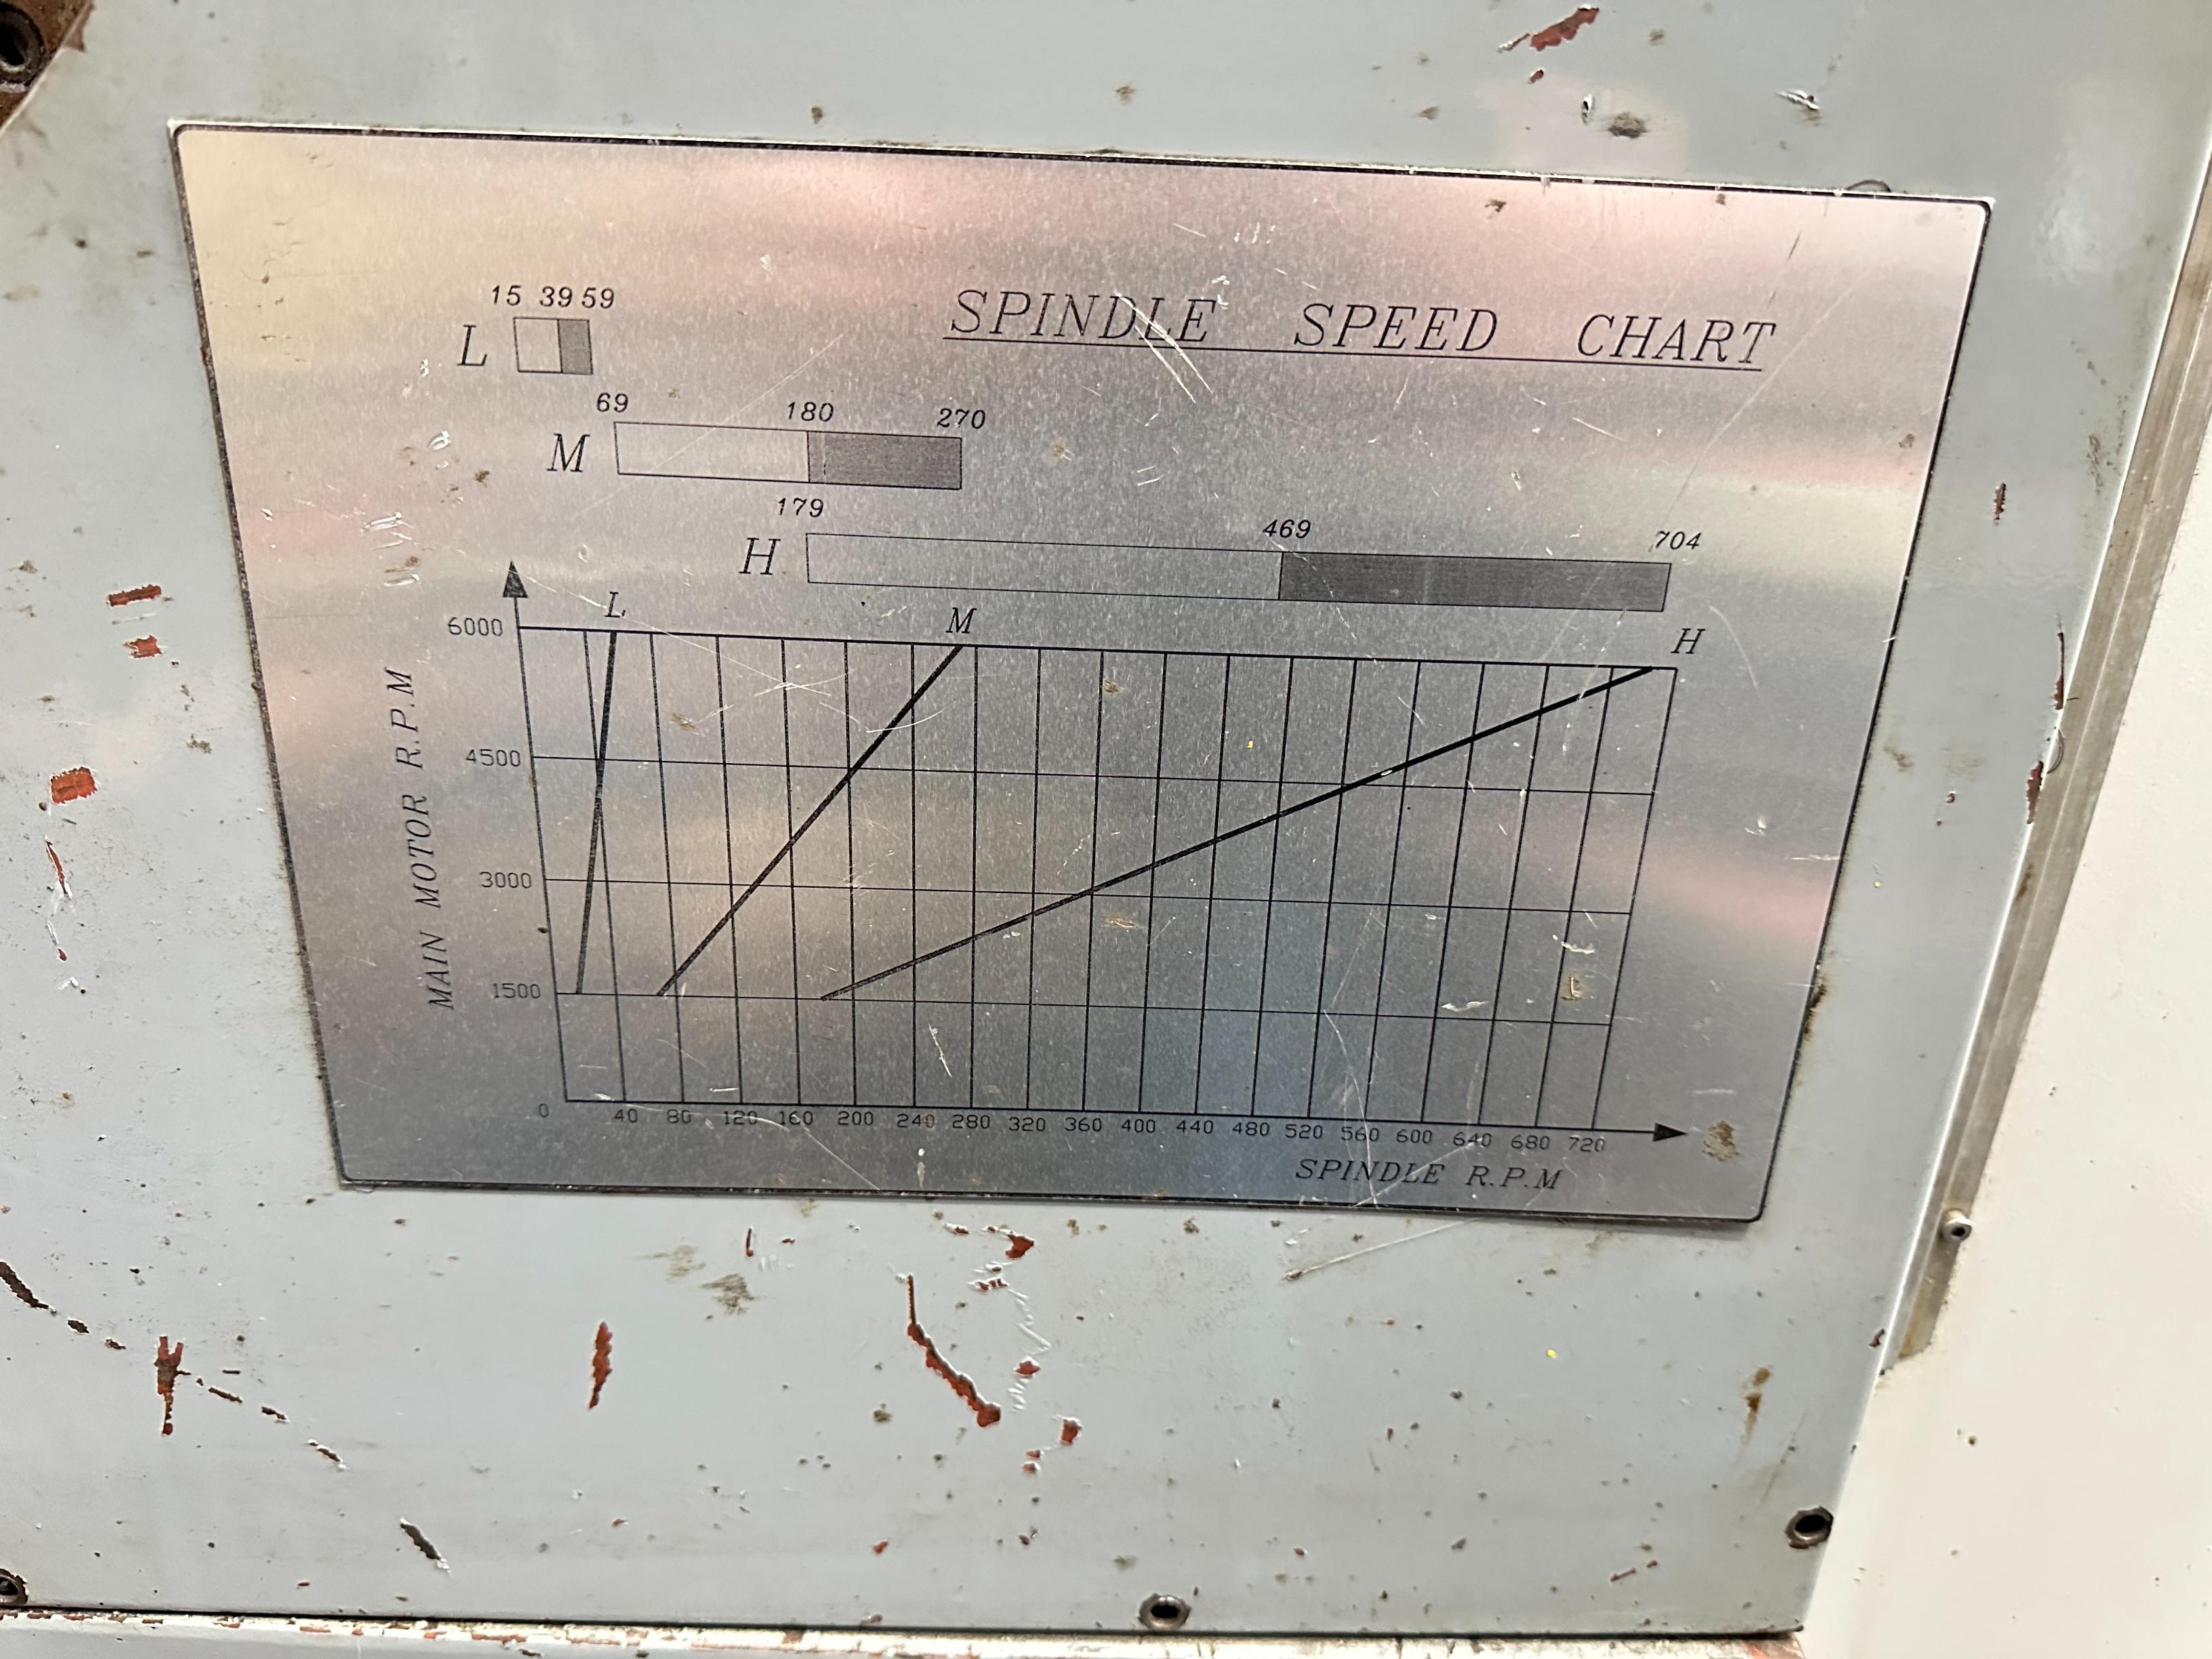 15 39 59
L
SPINDLE SPEED CHART
69 180 270
M
179 469 704
H
L M H
6000
4500
3000
1500
MAIN MOTOR R.P.M
0 40 80 120 160 200 240 280 320 360 400 440 480 520 560 600 640 680 720
SPINDLE R.P.M